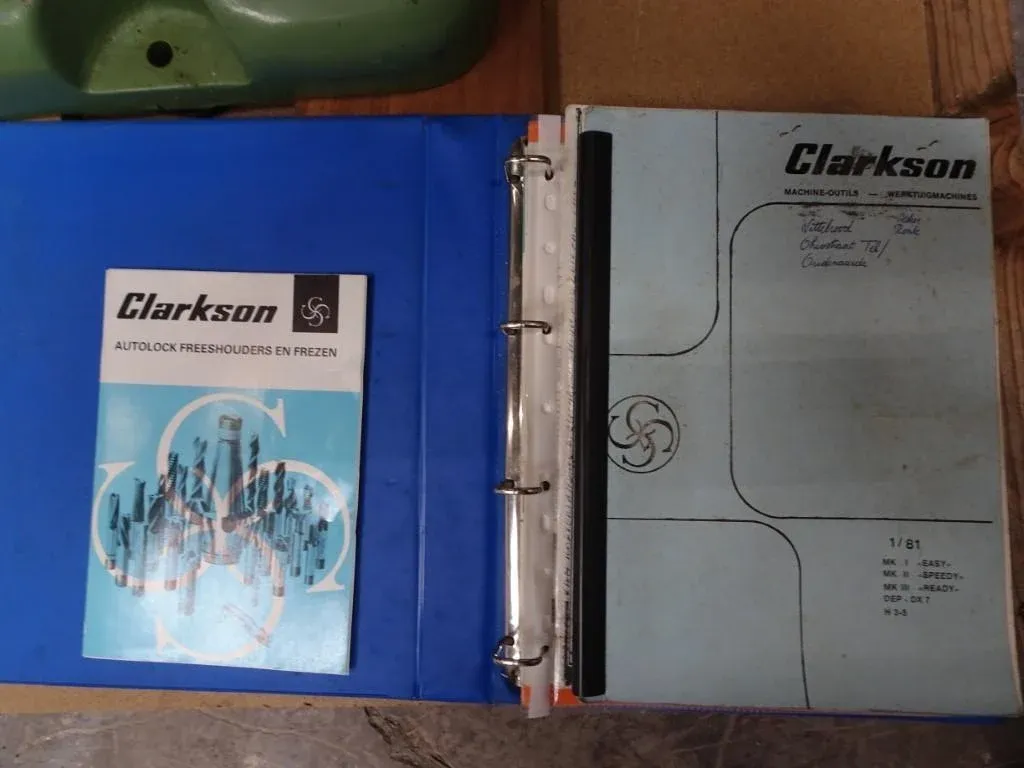 Clarkson
AUTOLOCK FREESHOUDERS EN FREZEN
Clarkson
MACHINE-OUTILS — WERKTUIGMACHINES
1/81
MK I «EASY»
MK II «SPEEDY»
MK III «READY»
DEP - DX 7
H 3-5